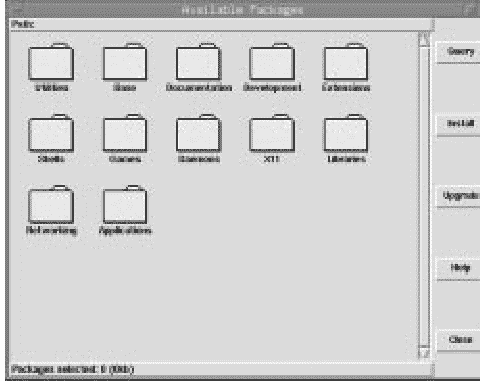 Available Packages
Path:
Utilities Base Documentation Development Extensions
Shells Games Daemons X11 Libraries
Networking Applications
Query
Install
Upgrade
Help
Close
Packages selected: 0 (0Kb)